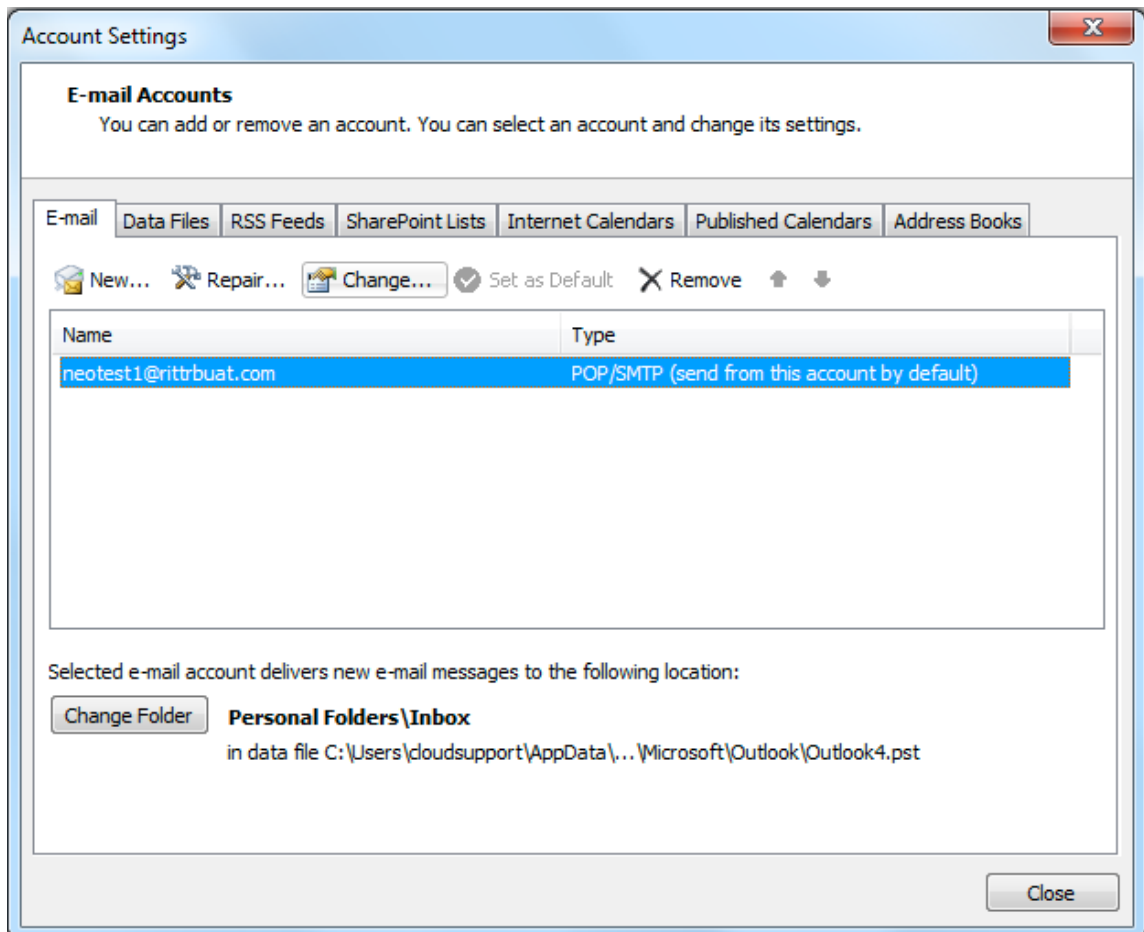 Account Settings
E-mail Accounts
You can add or remove an account. You can select an account and change its settings.
E-mail Data Files RSS Feeds SharePoint Lists Internet Calendars Published Calendars Address Books
New... Repair... Change... Set as Default Remove
Name Type
neotest1@rittrbuat.com POP/SMTP (send from this account by default)
Selected e-mail account delivers new e-mail messages to the following location:
Change Folder Personal Folders\Inbox
in data file C:\Users\cloudsupport\AppData\...\Microsoft\Outlook\Outlook4.pst
Close